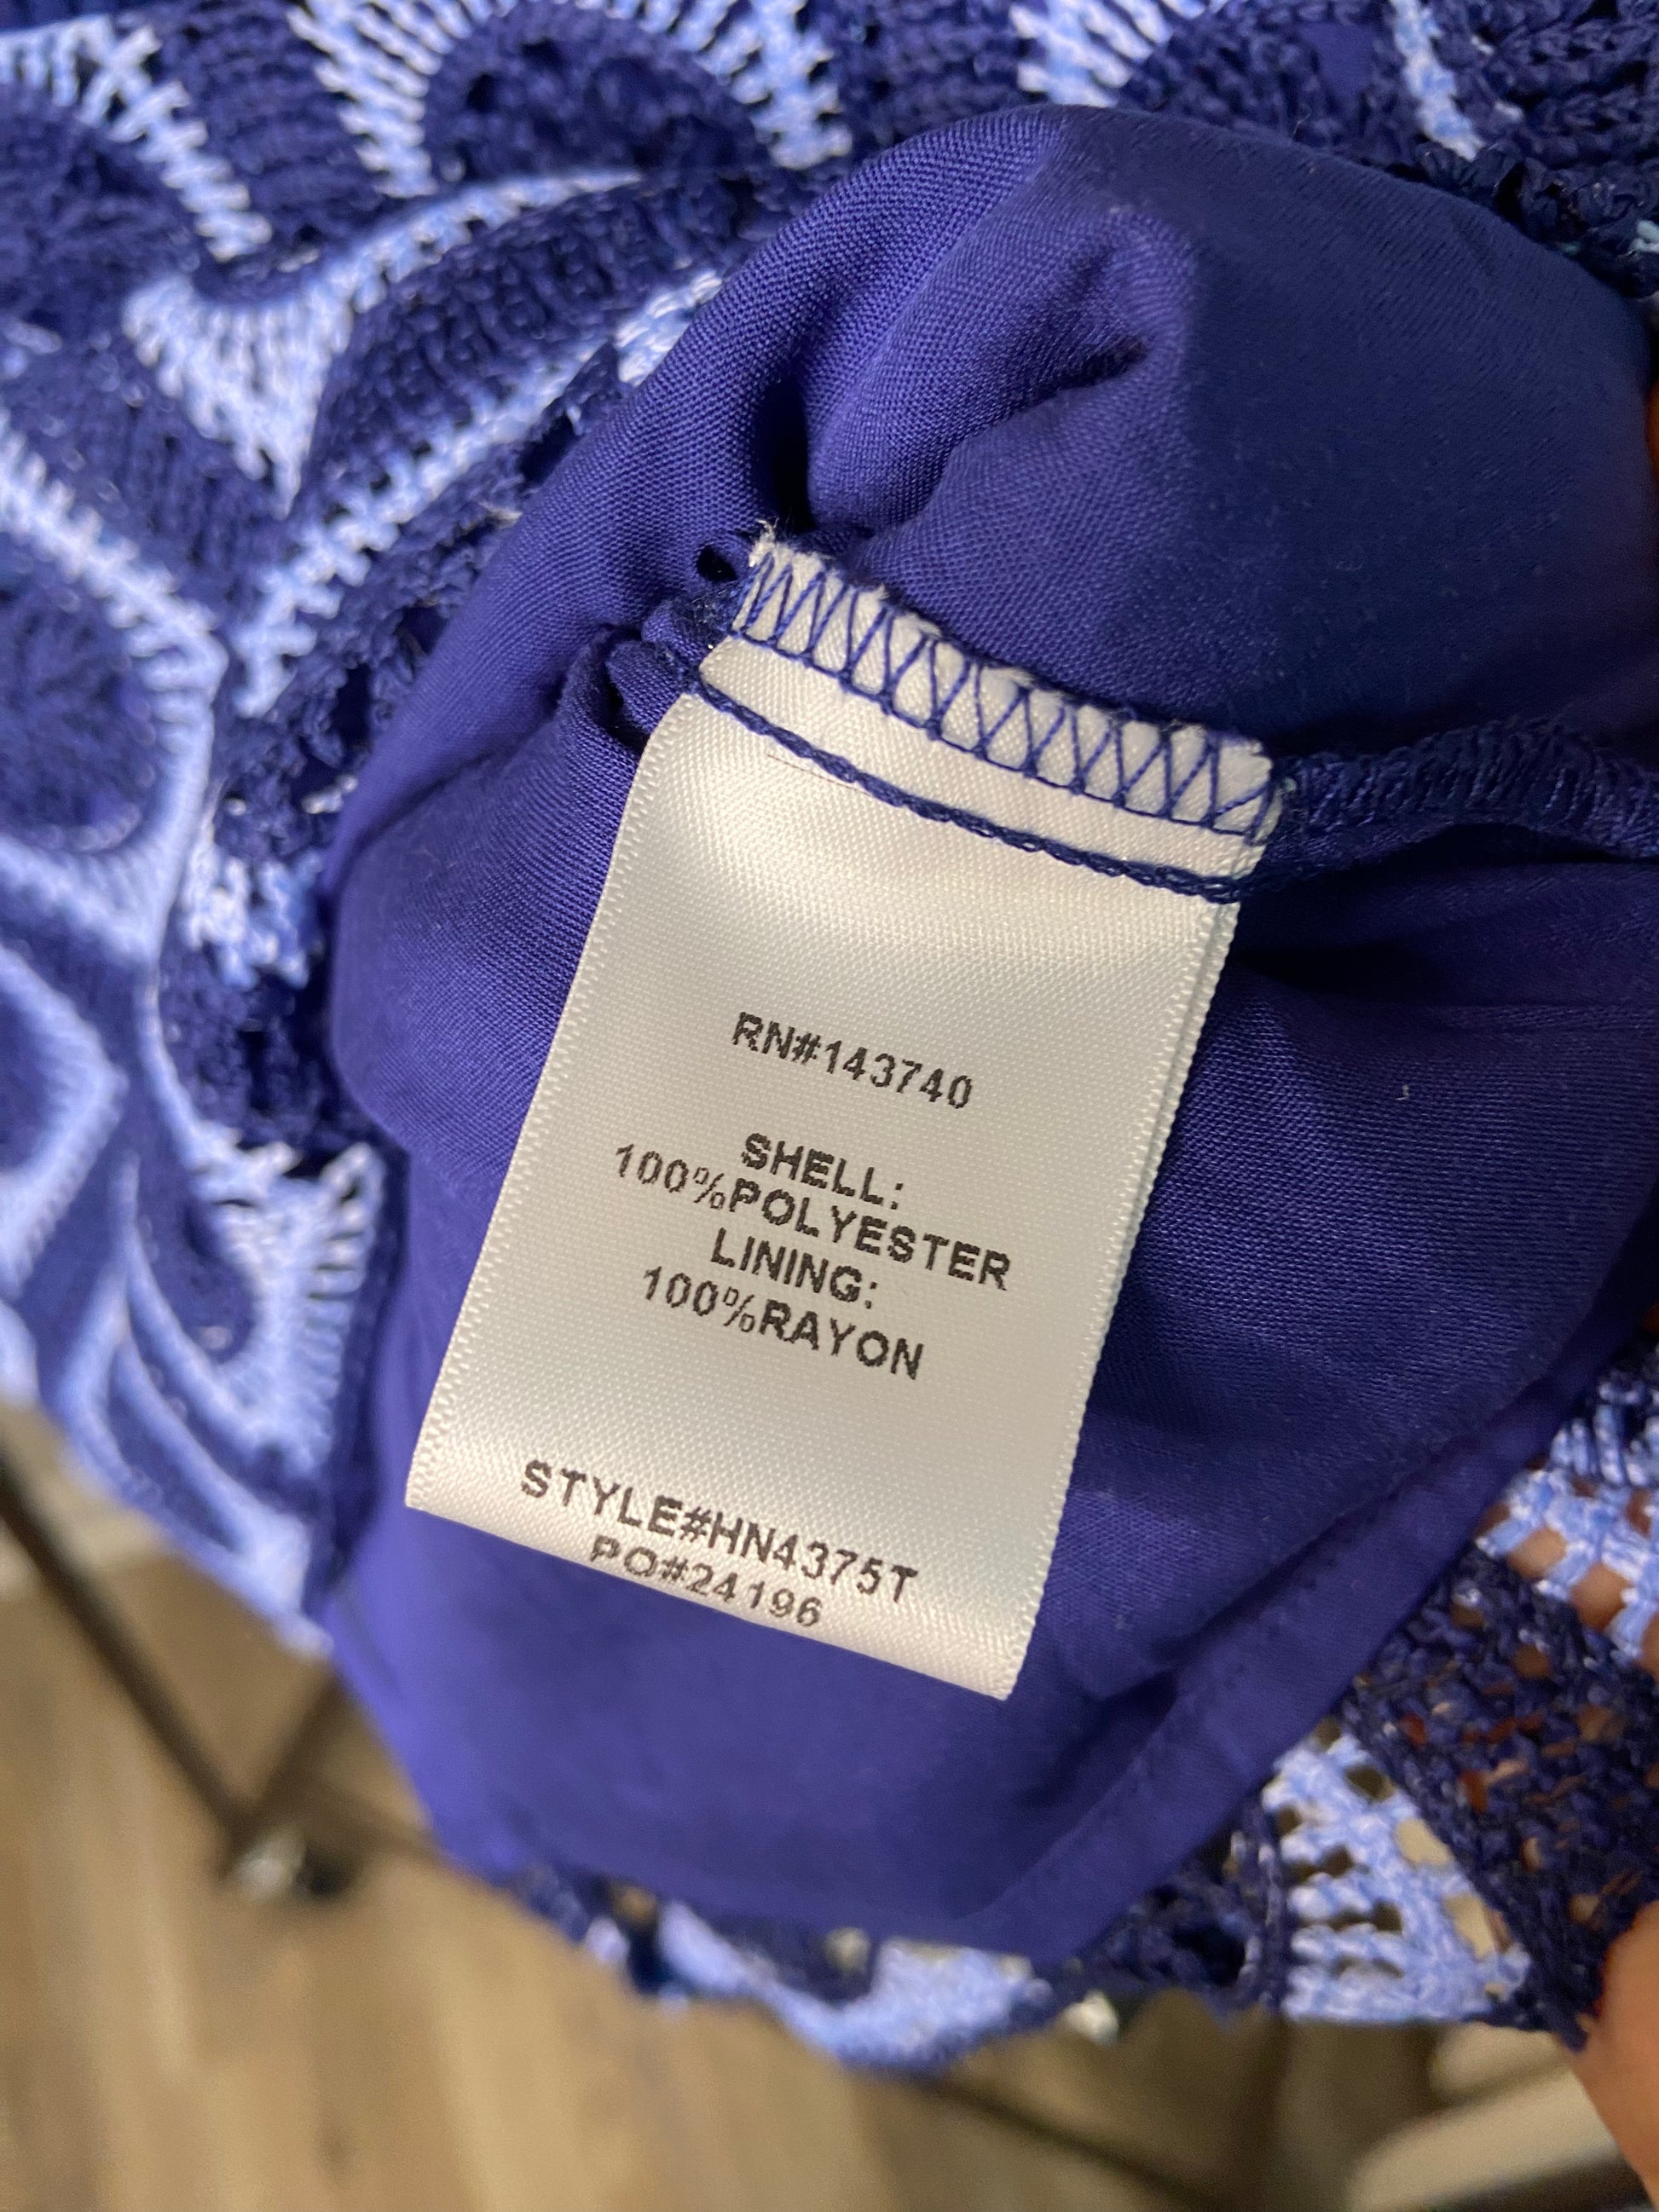 RN#143740
SHELL:
100%POLYESTER
LINING:
100%RAYON
STYLE#HN4375T
PO#24196